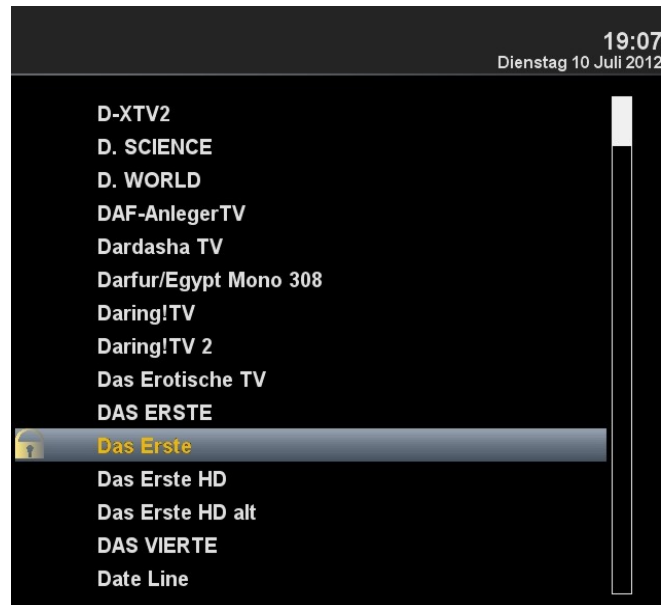 19:07
Dienstag 10 Juli 2012
D-XTV2
D. SCIENCE
D. WORLD
DAF-AnlegerTV
Dardasha TV
Darfur/Egypt Mono 308
Daring!TV
Daring!TV 2
Das Erotische TV
DAS ERSTE
Das Erste
Das Erste HD
Das Erste HD alt
DAS VIERTE
Date Line